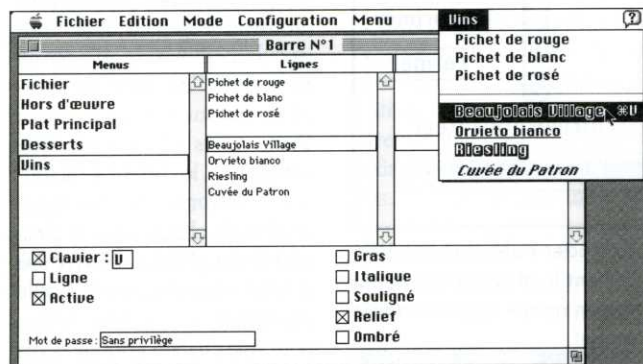 Fichier Edition Mode Configuration Menu Vins
Barre N°1
Menus
Lignes
Fichier
Hors d'œuvre
Plat Principal
Desserts
Vins
Pichet de rouge
Pichet de blanc
Pichet de rosé
Beaujolais Village
Orvieto bianco
Riesling
Cuvée du Patron
Pichet de rouge
Pichet de blanc
Pichet de rosé
Beaujolais Village ⌘V
Orvieto bianco
Riesling
Cuvée du Patron
Clavier : V
Ligne
Active
Mot de passe : Sans privilège
Gras
Italique
Souligné
Relief
Ombré